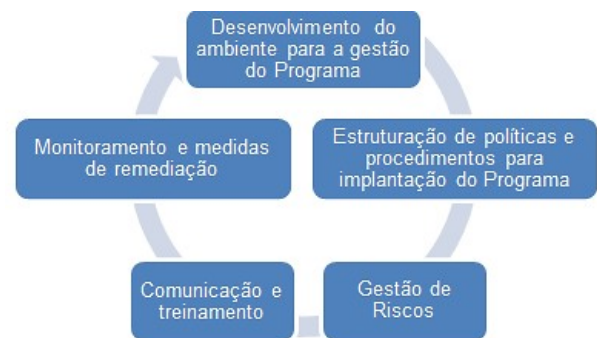 Desenvolvimento do
ambiente para a gestão
do Programa
Estruturação de políticas e
procedimentos para
implantação do Programa
Gestão de
Riscos
Comunicação e
treinamento
Monitoramento e medidas
de remediação